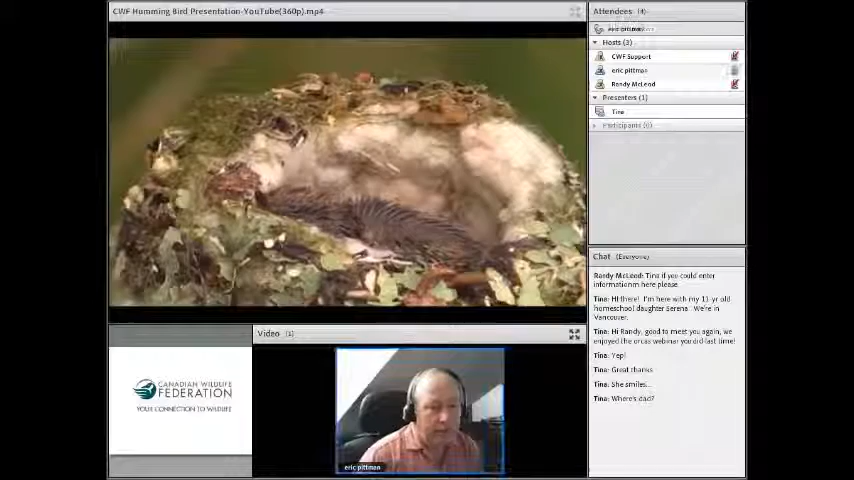 CWF Humming Bird Presentation-YouTube(360p).mp4
Attendees (4)
eric pittman
Hosts (3)
CWF Support
eric pittman
Randy McLeod
Presenters (1)
Tina
Participants (0)
Chat (Everyone)
Randy McLeod: Tina if you could enter
informationm here please
Tina: Hi there! I'm here with my 11 yr old
homeschool daughter Serena. We're in
Vancouver.
Tina: Hi Randy, good to meet you again, we
enjoyed the orcas webinar you did last time!
Tina: Yep!
Tina: Great thanks
Tina: She smiles...
Tina: Where's dad?
Video (1)
CANADIAN WILDLIFE
FEDERATION
YOUR CONNECTION TO WILDLIFE
eric pittman